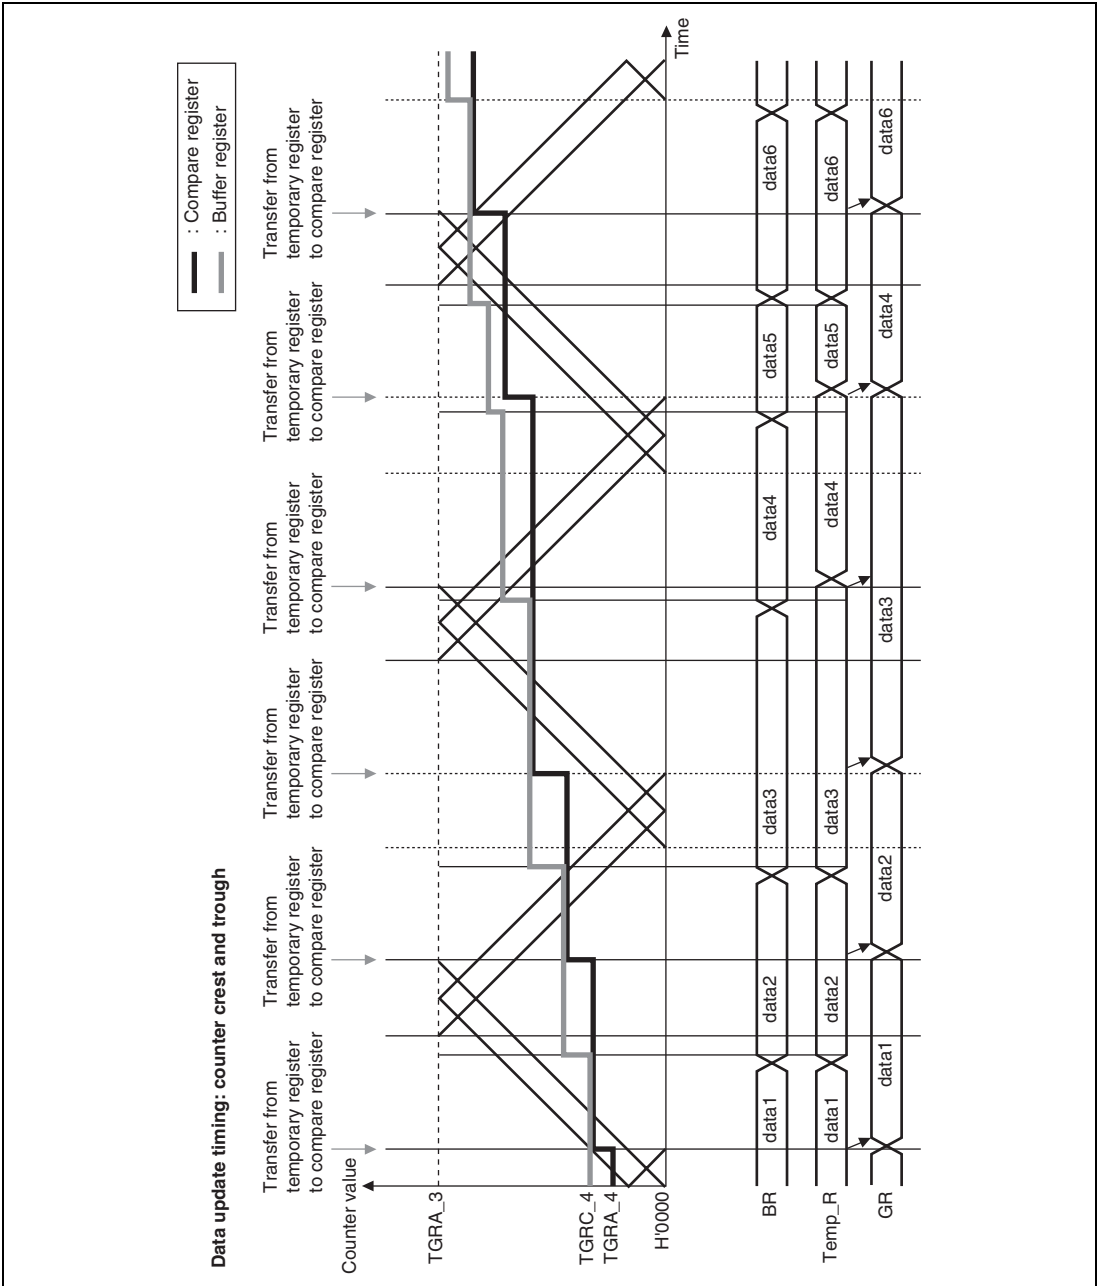 Data update timing: counter crest and trough
: Compare register
: Buffer register
Transfer from
temporary register
to compare register
Transfer from
temporary register
to compare register
Transfer from
temporary register
to compare register
Transfer from
temporary register
to compare register
Transfer from
temporary register
to compare register
Transfer from
temporary register
to compare register
Counter value
TGRA_3
TGRC_4
TGRA_4
H'0000
Time
BR
data1
data2
data3
data4
data5
data6
Temp_R
data1
data2
data3
data4
data5
data6
GR
data1
data2
data3
data4
data6